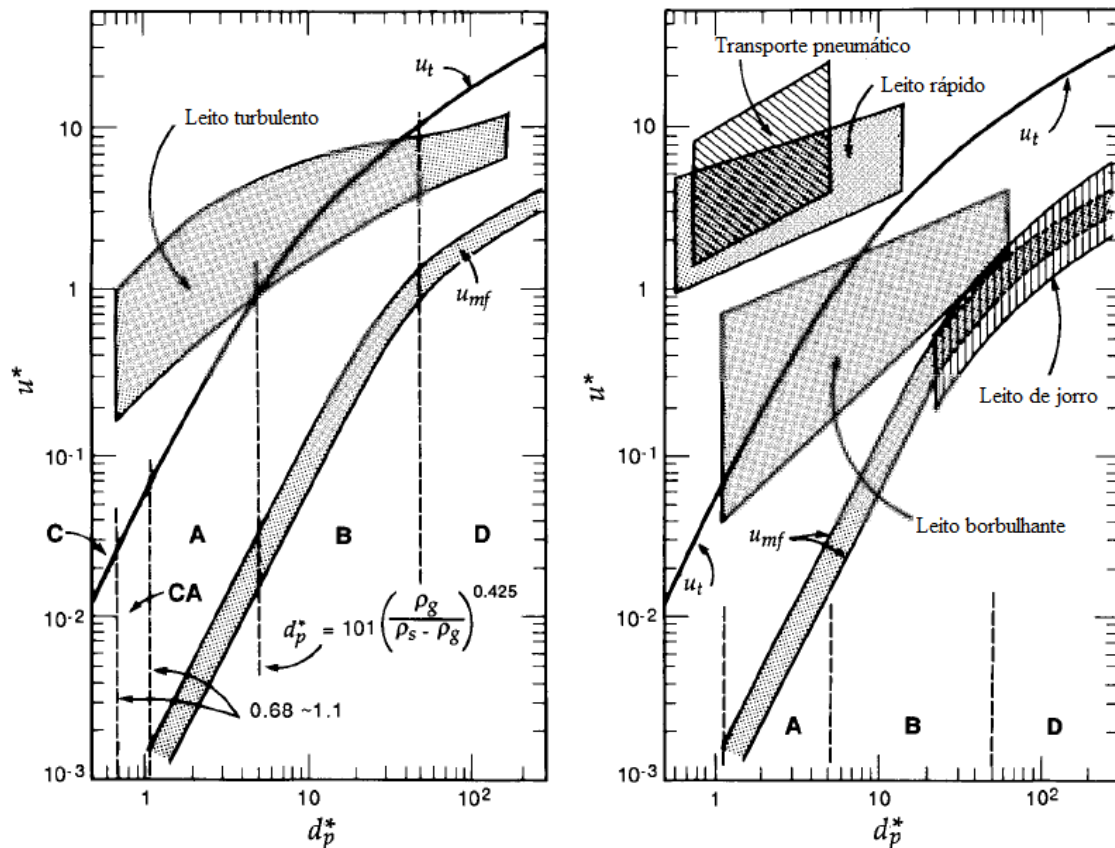 u_t
Leito turbulento
10
1
10^-1
10^-2
10^-3
u*
u_mf
C
A
B
D
CA
d_p* = 101 (ρ_g / (ρ_s - ρ_g))^0.425
0.68 ~1.1
1
10
10^2
d_p*
Transporte pneumático
Leito rápido
u_t
10
1
10^-1
10^-2
10^-3
u*
Leito de jorro
Leito borbulhante
u_mf
u_t
A
B
D
1
10
10^2
d_p*